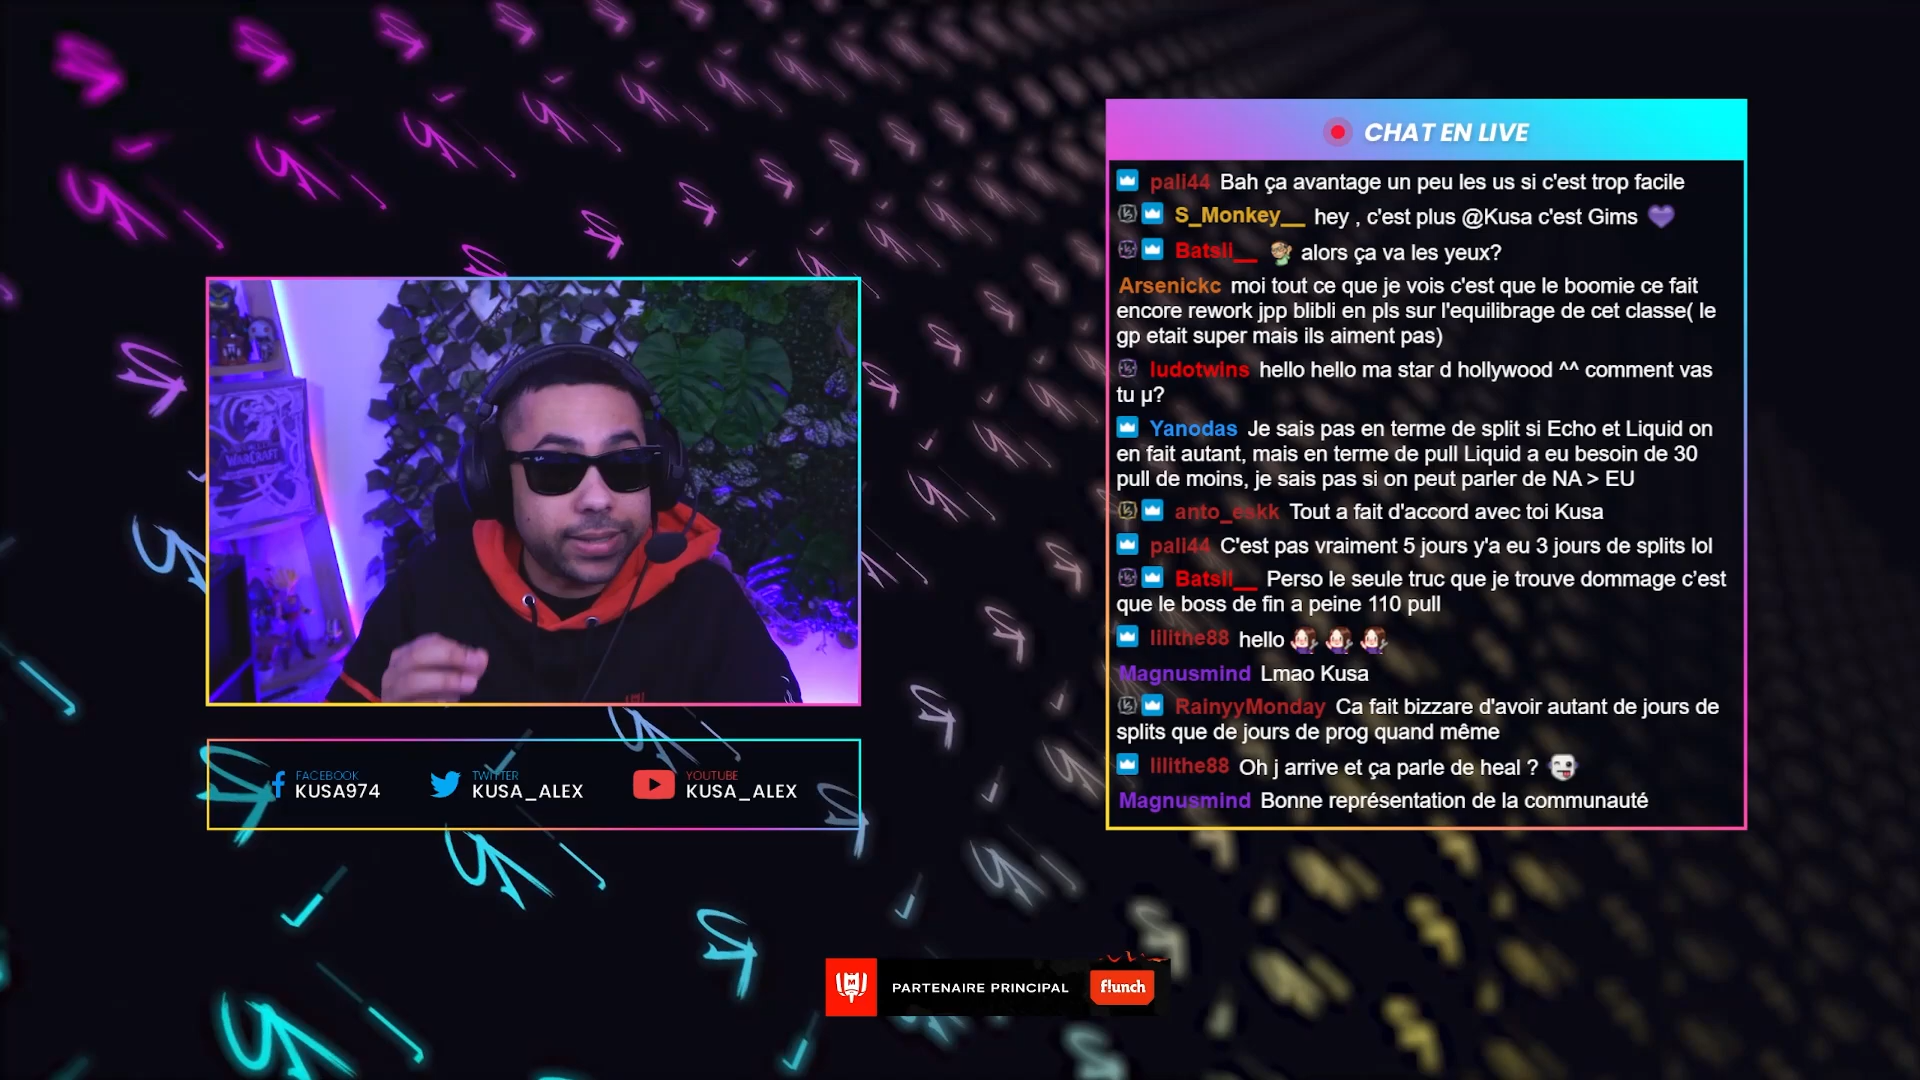 CHAT EN LIVE
pali44 Bah ça avantage un peu les us si c'est trop facile
S_Monkey__ hey , c'est plus @Kusa c'est Gims
Batsll__ alors ça va les yeux?
Arsenickc moi tout ce que je vois c'est que le boomie ce fait
encore rework jpp blibli en pls sur l'equilibrage de cet classe( le
gp etait super mais ils aiment pas)
ludotwins hello hello ma star d hollywood ^^ comment vas
tu µ?
Yanodas Je sais pas en terme de split si Echo et Liquid on
en fait autant, mais en terme de pull Liquid a eu besoin de 30
pull de moins, je sais pas si on peut parler de NA > EU
anto_eskk Tout a fait d'accord avec toi Kusa
pali44 C'est pas vraiment 5 jours y'a eu 3 jours de splits lol
Batsll__ Perso le seule truc que je trouve dommage c’est
que le boss de fin a peine 110 pull
lilithe88 hello
Magnusmind Lmao Kusa
RainyyMonday Ca fait bizzare d'avoir autant de jours de
splits que de jours de prog quand même
lilithe88 Oh j arrive et ça parle de heal ?
Magnusmind Bonne représentation de la communauté
WARCRAFT
FACEBOOK
KUSA974
TWITTER
KUSA_ALEX
YOUTUBE
KUSA_ALEX
PARTENAIRE PRINCIPAL
flunch